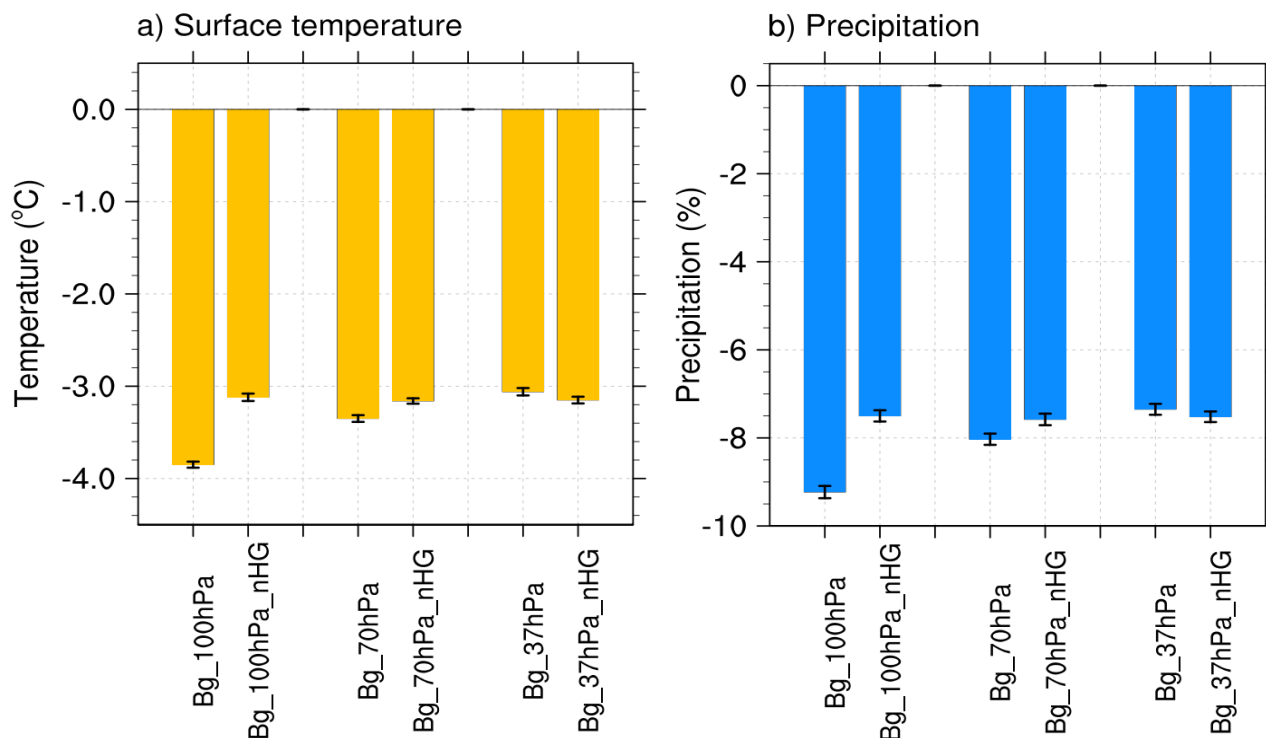 a) Surface temperature
Temperature (°C)
0.0
-1.0
-2.0
-3.0
-4.0
Bg_100hPa
Bg_100hPa_nHG
Bg_70hPa
Bg_70hPa_nHG
Bg_37hPa
Bg_37hPa_nHG
b) Precipitation
Precipitation (%)
0
-2
-4
-6
-8
-10
Bg_100hPa
Bg_100hPa_nHG
Bg_70hPa
Bg_70hPa_nHG
Bg_37hPa
Bg_37hPa_nHG